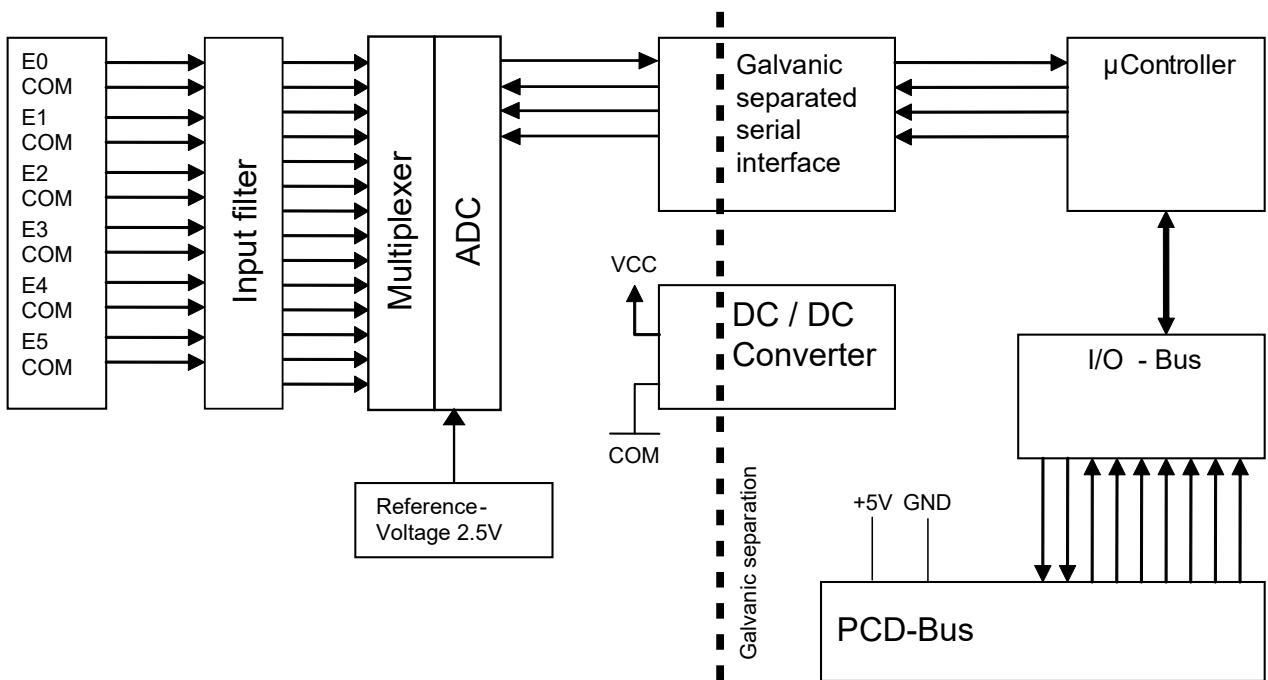 E0
COM
E1
COM
E2
COM
E3
COM
E4
COM
E5
COM
Input filter
Multiplexer
ADC
Reference-
Voltage 2.5V
Galvanic
separated
serial
interface
µController
VCC
COM
DC / DC
Converter
I/O - Bus
Galvanic separation
+5V GND
PCD-Bus